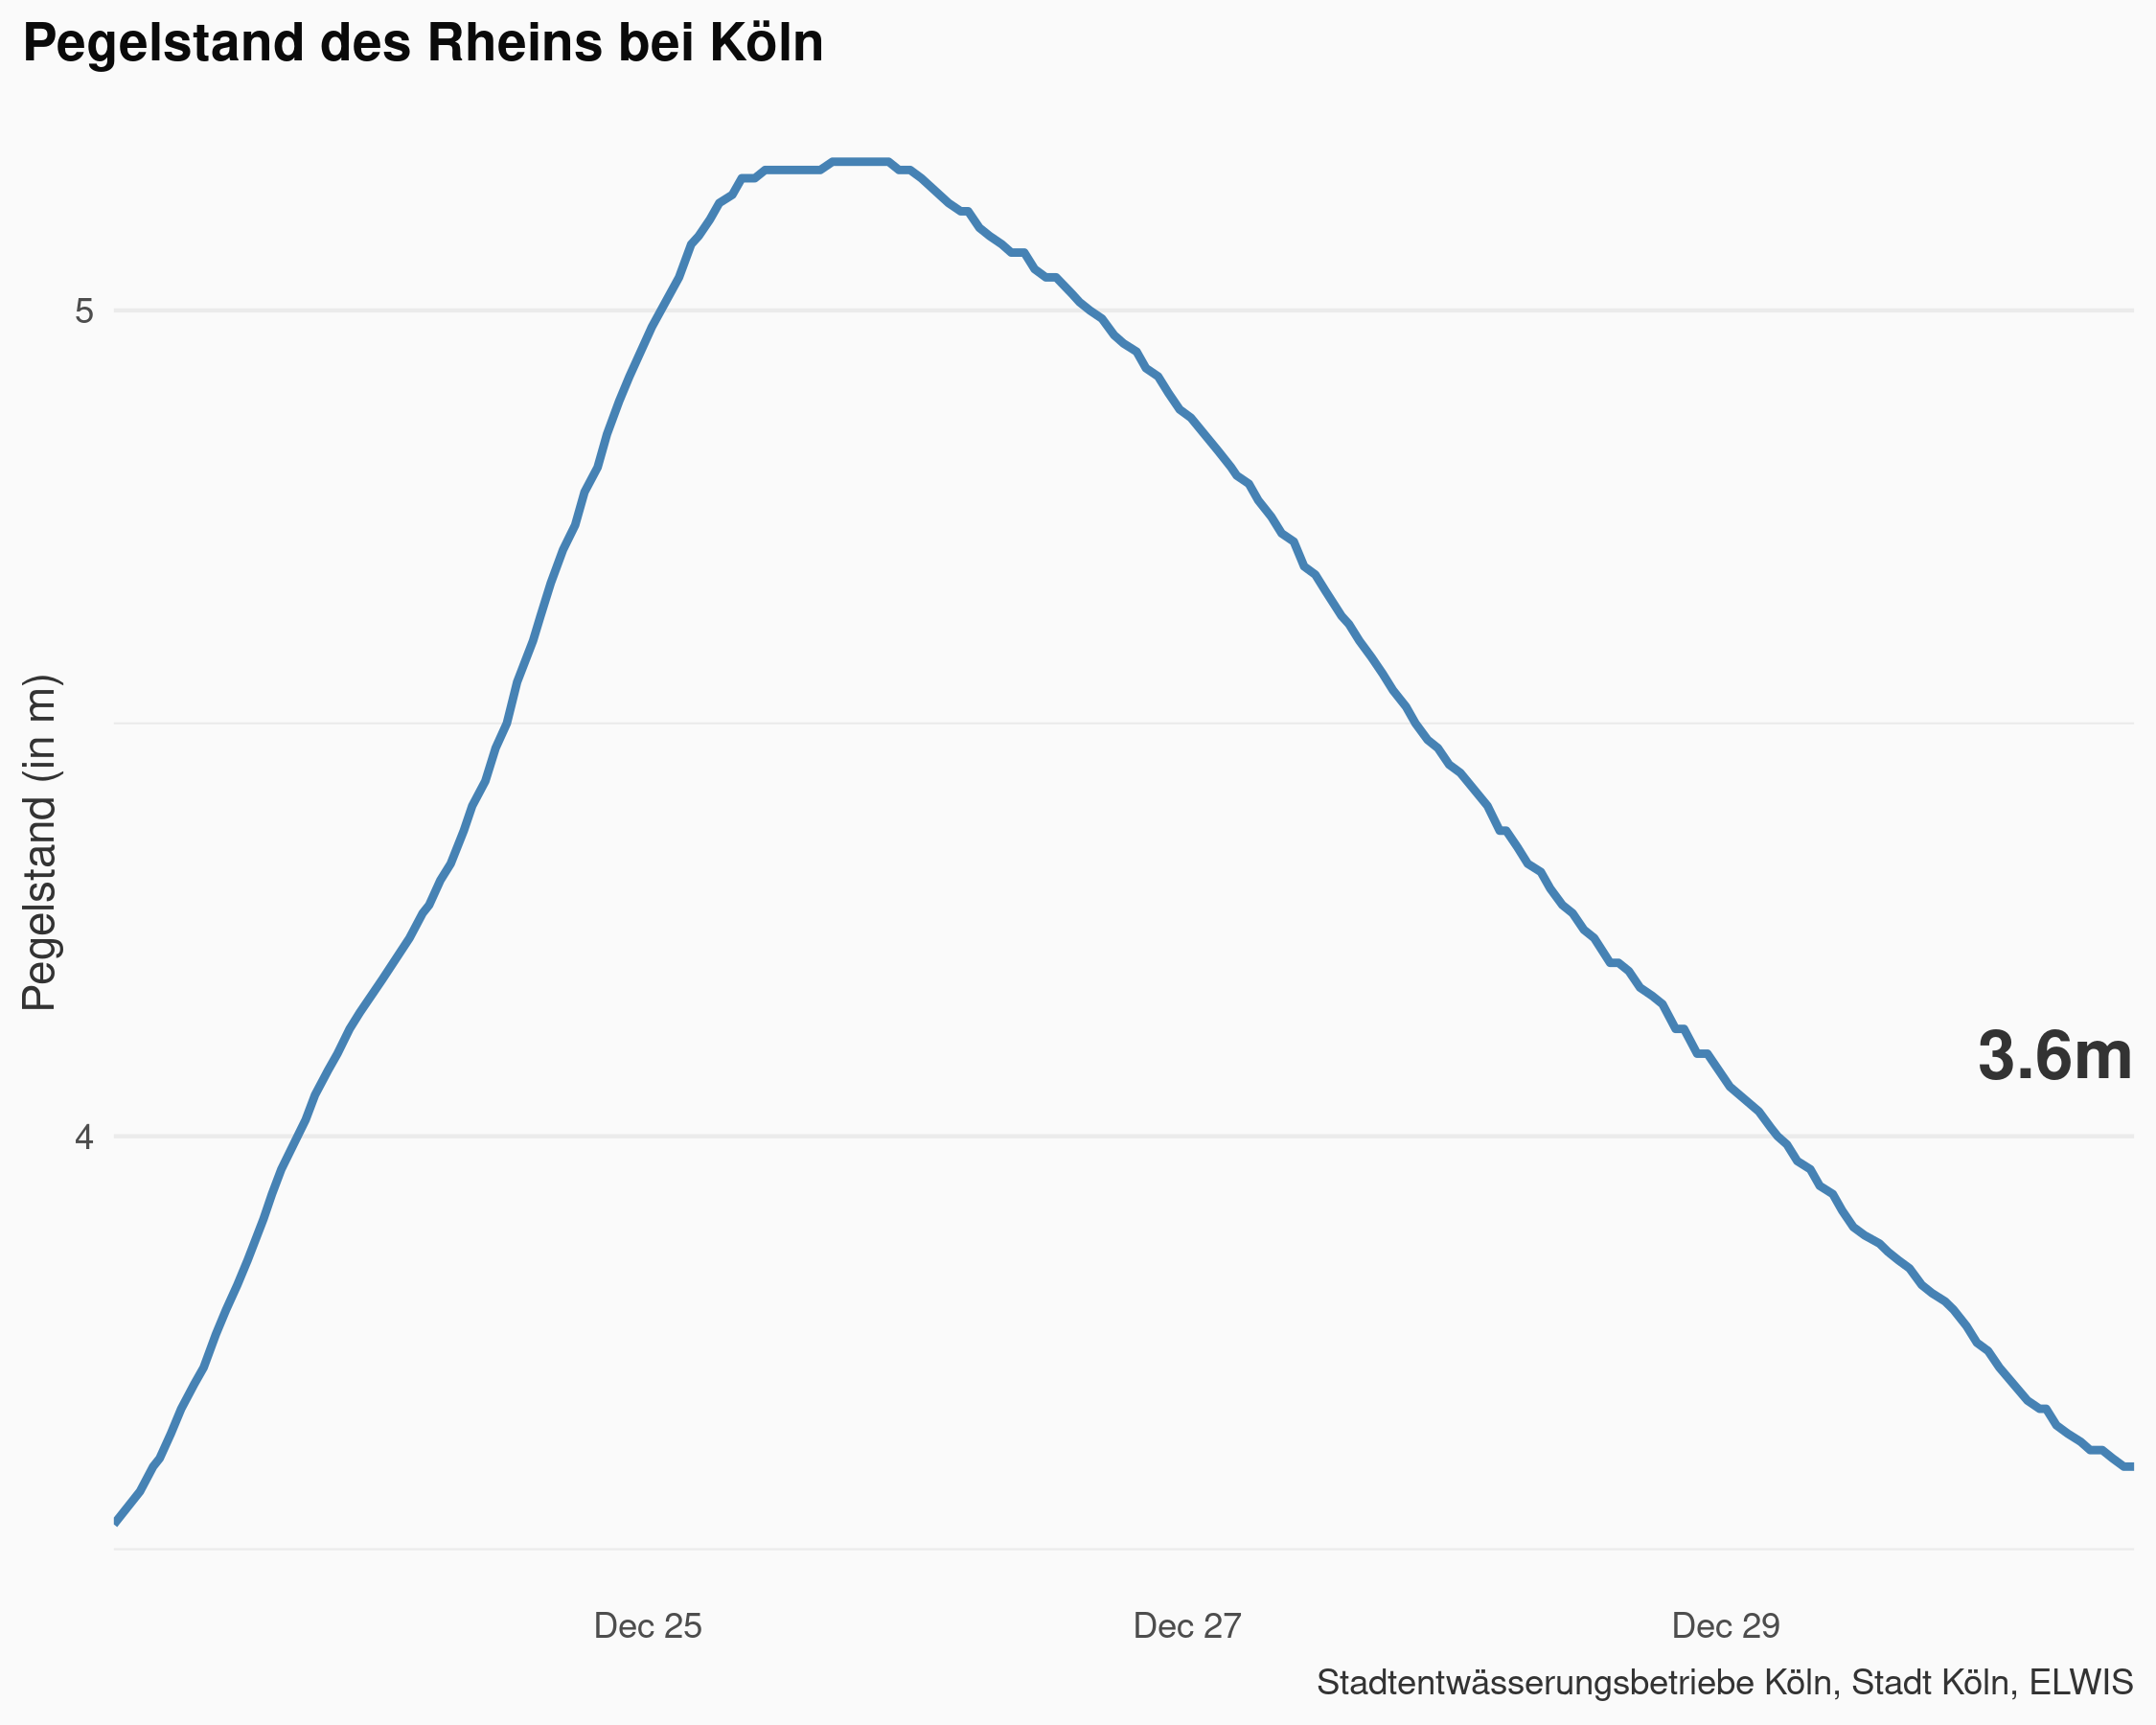 Pegelstand des Rheins bei Köln
Pegelstand (in m)
5
4
3.6m
Dec 25
Dec 27
Dec 29
Stadtentwässerungsbetriebe Köln, Stadt Köln, ELWIS